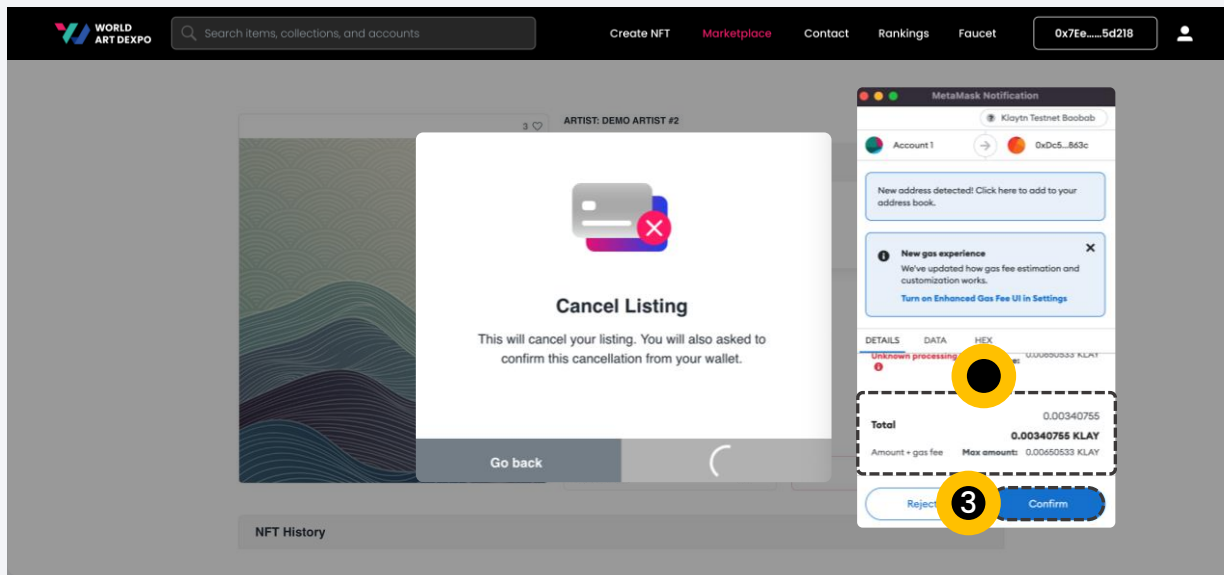 WORLD
ART DEXPO
Search items, collections, and accounts
Create NFT
Marketplace
Contact
Rankings
Faucet
0x7Ee......5d218
3
ARTIST: DEMO ARTIST #2
Cancel Listing
This will cancel your listing. You will also asked to
confirm this cancellation from your wallet.
Go back
NFT History
MetaMask Notification
Klaytn Testnet Baobab
Account 1
0xDc5...863c
New address detected! Click here to add to your
address book.
New gas experience
We've updated how gas fee estimation and
customization works.
Turn on Enhanced Gas Fee UI in Settings
DETAILS
DATA
HEX
Unknown processing
0.00650533 KLAY
Total
0.00340755
0.00340755 KLAY
Amount + gas fee
Max amount: 0.00650533 KLAY
Reject
3
Confirm